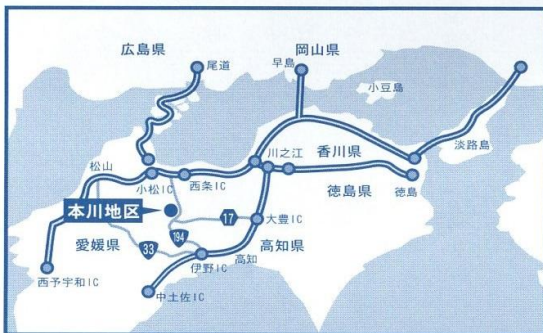 広島県
岡山県
尾道
早島
小豆島
川之江
香川県
淡路島
松山
小松IC
西条IC
徳島県
徳島
本川地区
17
大豊IC
愛媛県
194
高知県
33
高知
伊野IC
西予宇和IC
中土佐IC